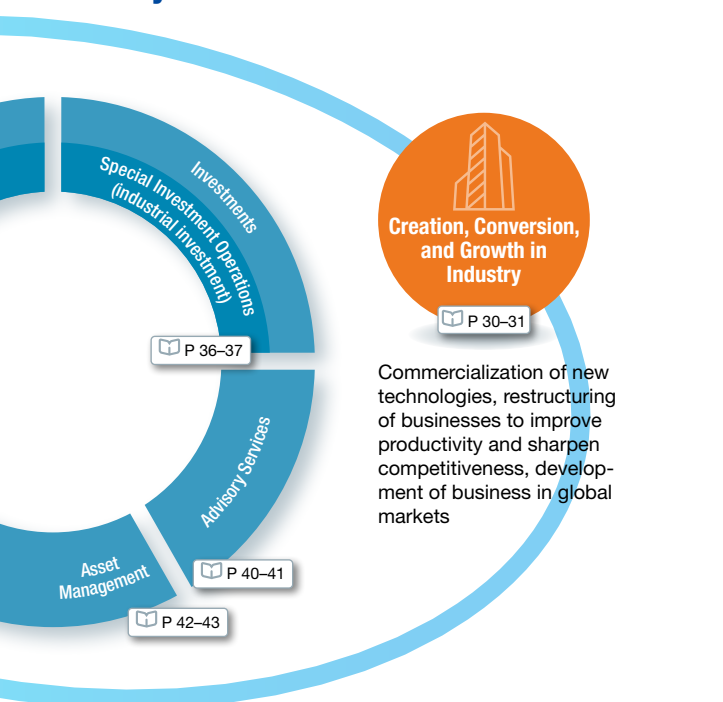 Investments
Special Investment Operations
(industrial investment)
P 36–37
Advisory Services
P 40–41
Asset
Management
P 42–43
Creation, Conversion,
and Growth in
Industry
P 30–31
Commercialization of new
technologies, restructuring
of businesses to improve
productivity and sharpen
competitiveness, develop-
ment of business in global
markets